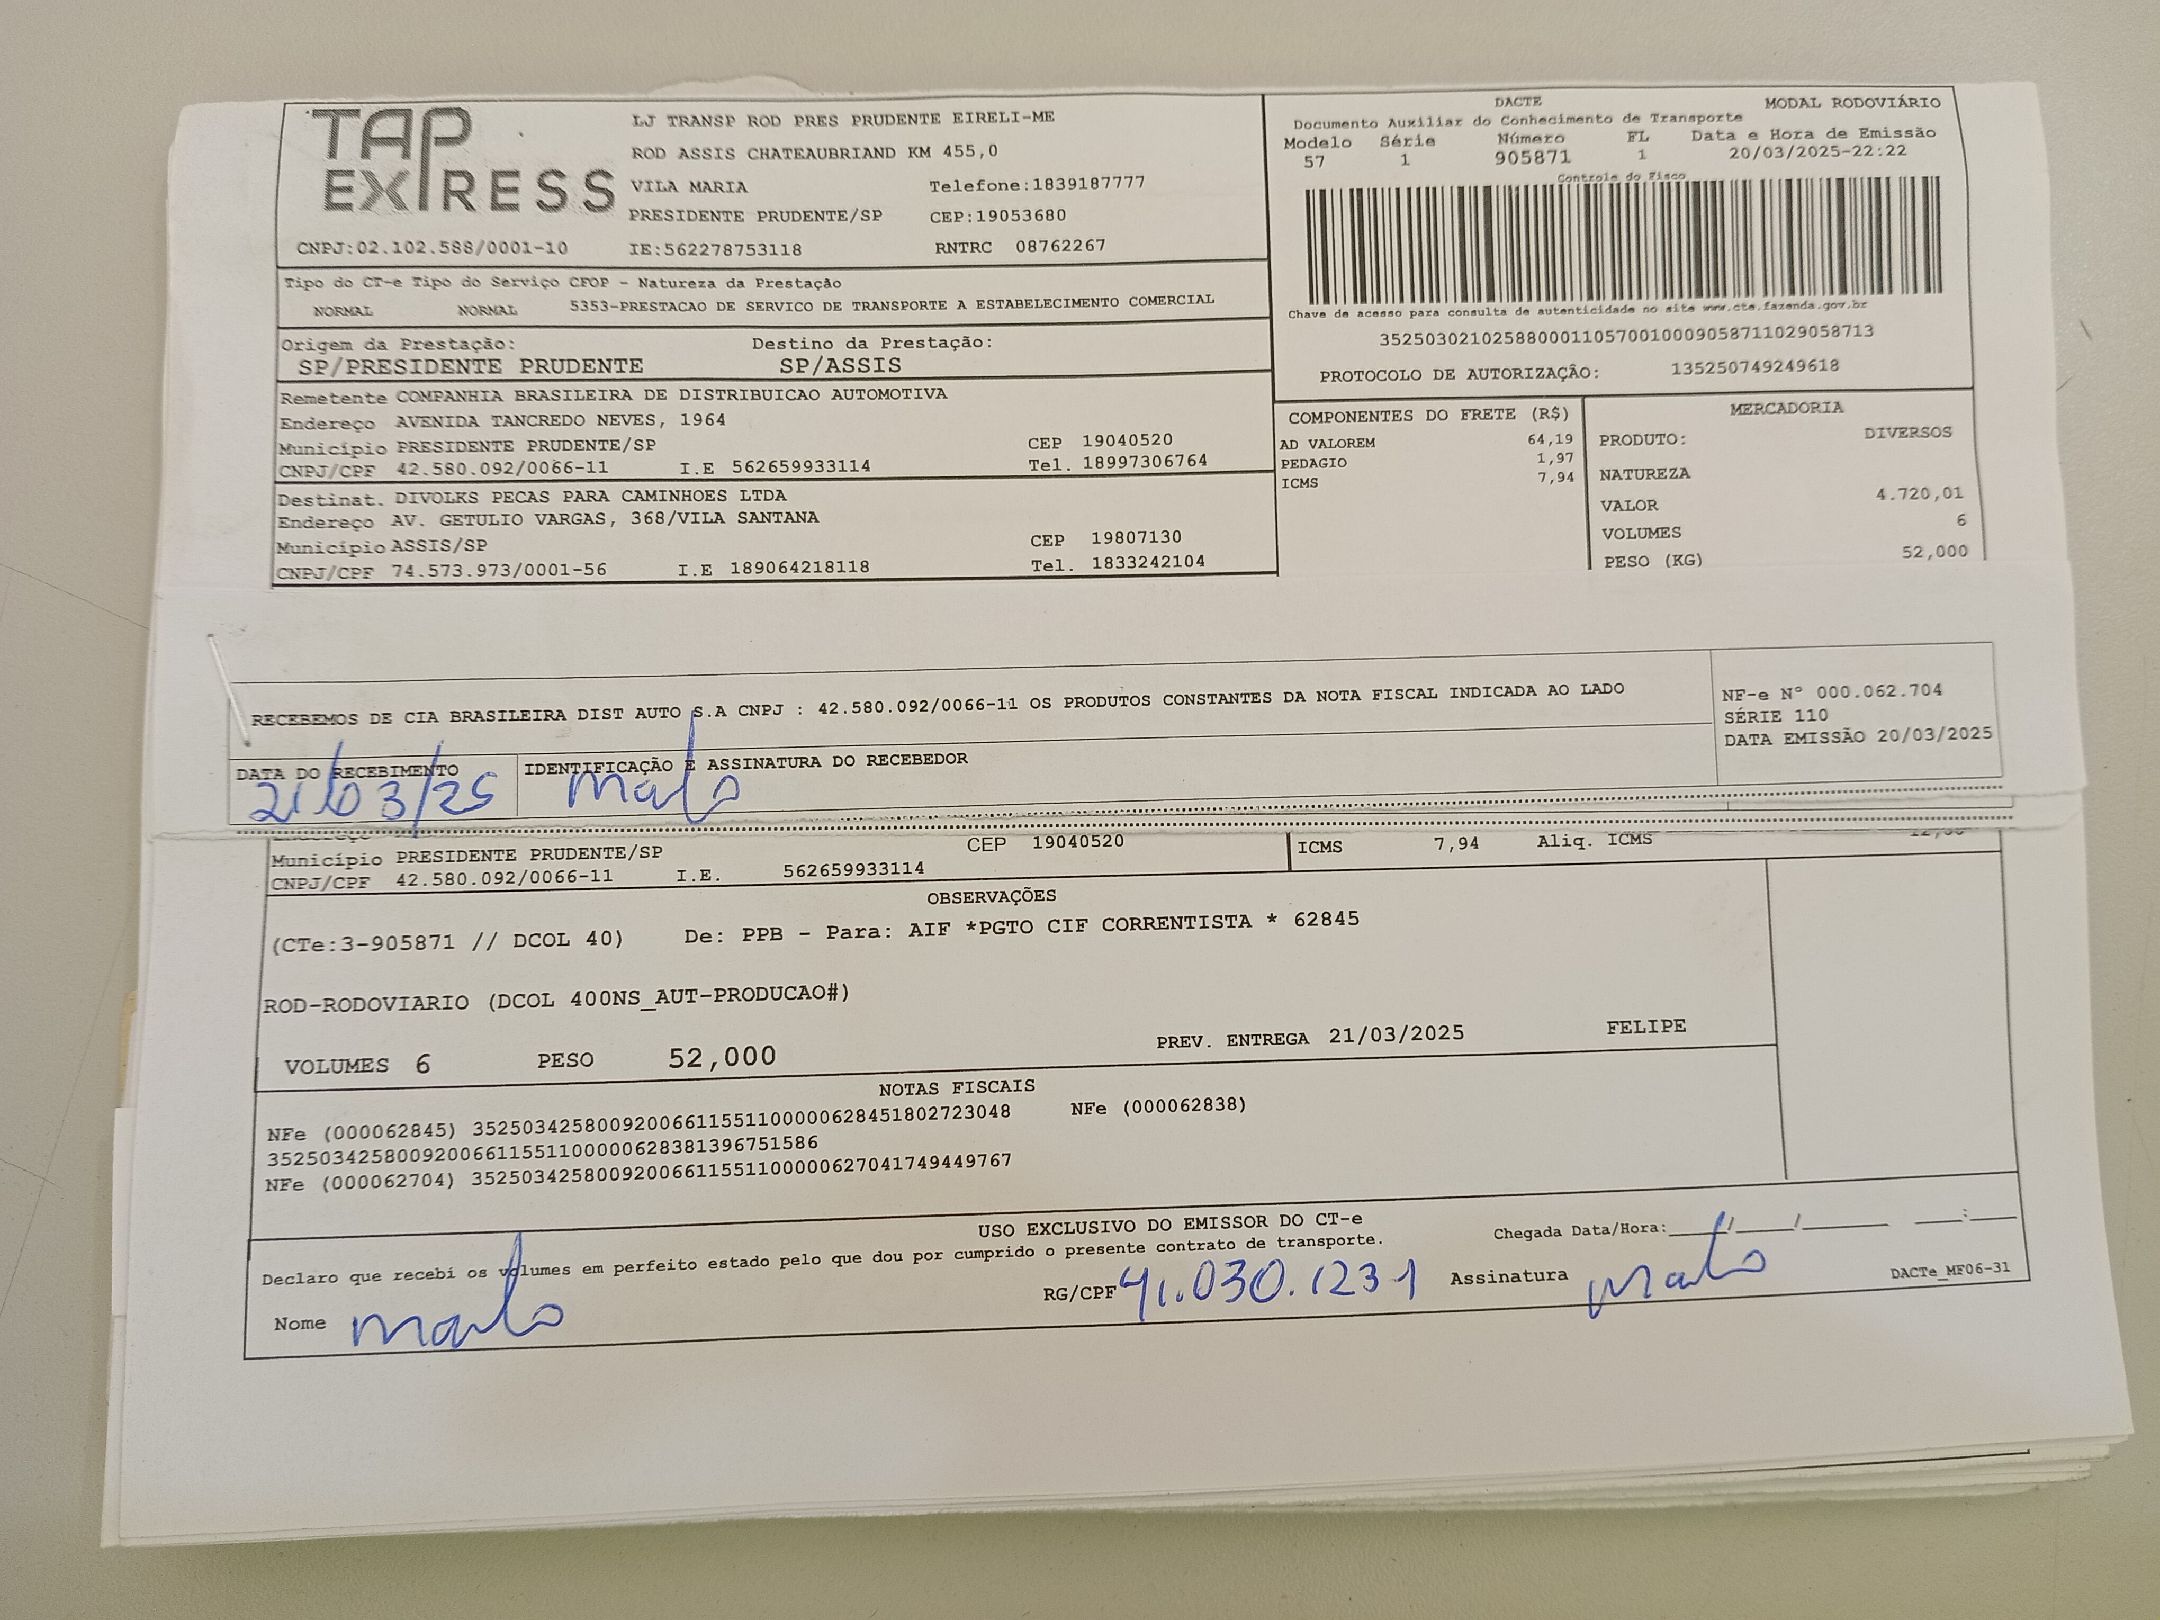 TAP EXPRESS
LJ TRANSP ROD PRES PRUDENTE EIRELI-ME
ROD ASSIS CHATEAUBRIAND KM 455,0
VILA MARIA Telefone:1839187777
PRESIDENTE PRUDENTE/SP CEP:19053680
CNPJ:02.102.588/0001-10 IE:562278753118 RNTRC 08762267
DACTE MODAL RODOVIÁRIO
Documento Auxiliar do Conhecimento de Transporte
Modelo Série Número FL Data e Hora de Emissão
57 1 905871 1 20/03/2025-22:22
Controle do Fisco
Chave de acesso para consulta de autenticidade no site www.cte.fazenda.gov.br
35250302102588000110570010009058711029058713
PROTOCOLO DE AUTORIZAÇÃO: 135250749249618
Tipo do CT-e Tipo do Serviço CFOP - Natureza da Prestação
NORMAL NORMAL 5353-PRESTACAO DE SERVICO DE TRANSPORTE A ESTABELECIMENTO COMERCIAL
Origem da Prestação: Destino da Prestação:
SP/PRESIDENTE PRUDENTE SP/ASSIS
Remetente COMPANHIA BRASILEIRA DE DISTRIBUICAO AUTOMOTIVA
Endereço AVENIDA TANCREDO NEVES, 1964
Município PRESIDENTE PRUDENTE/SP CEP 19040520
CNPJ/CPF 42.580.092/0066-11 I.E 562659933114 Tel. 18997306764
Destinat. DIVOLKS PECAS PARA CAMINHOES LTDA
Endereço AV. GETULIO VARGAS, 368/VILA SANTANA
Município ASSIS/SP CEP 19807130
CNPJ/CPF 74.573.973/0001-56 I.E 189064218118 Tel. 1833242104
COMPONENTES DO FRETE (R$)
AD VALOREM 64,19
PEDAGIO 1,97
ICMS 7,94
MERCADORIA
PRODUTO: DIVERSOS
NATUREZA
VALOR 4.720,01
VOLUMES 6
PESO (KG) 52,000
RECEBEMOS DE CIA BRASILEIRA DIST AUTO S.A CNPJ : 42.580.092/0066-11 OS PRODUTOS CONSTANTES DA NOTA FISCAL INDICADA AO LADO
NF-e Nº 000.062.704
SÉRIE 110
DATA EMISSÃO 20/03/2025
DATA DO RECEBIMENTO IDENTIFICAÇÃO E ASSINATURA DO RECEBEDOR
21/03/25
Município PRESIDENTE PRUDENTE/SP CEP 19040520 ICMS 7,94 Aliq. ICMS
CNPJ/CPF 42.580.092/0066-11 I.E. 562659933114
OBSERVAÇÕES
(CTe:3-905871 // DCOL 40) De: PPB - Para: AIF *PGTO CIF CORRENTISTA * 62845
ROD-RODOVIARIO (DCOL 400NS_AUT-PRODUCAO#)
VOLUMES 6 PESO 52,000 PREV. ENTREGA 21/03/2025 FELIPE
NOTAS FISCAIS
NFe (000062845) 35250342580092006611551100000628451802723048 NFe (000062838)
35250342580092006611551100000628381396751586
NFe (000062704) 35250342580092006611551100000627041749449767
USO EXCLUSIVO DO EMISSOR DO CT-e
Declaro que recebi os volumes em perfeito estado pelo que dou por cumprido o presente contrato de transporte.
Chegada Data/Hora:___/___/_____ ___:___
Nome RG/CPF 41.030.123 1 Assinatura
DACTe_MF06-31